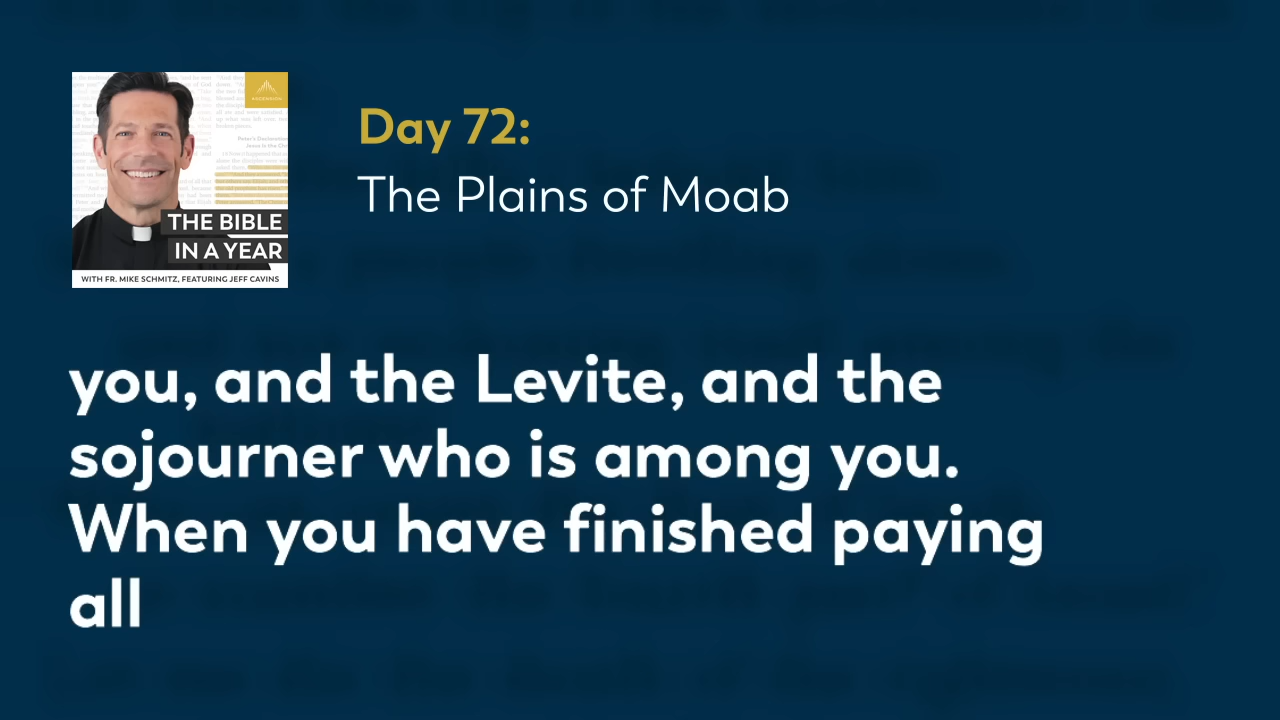 Day 72:
The Plains of Moab
THE BIBLE
IN A YEAR
WITH FR. MIKE SCHMITZ, FEATURING JEFF CAVINS
you, and the Levite, and the
sojourner who is among you.
When you have finished paying
all